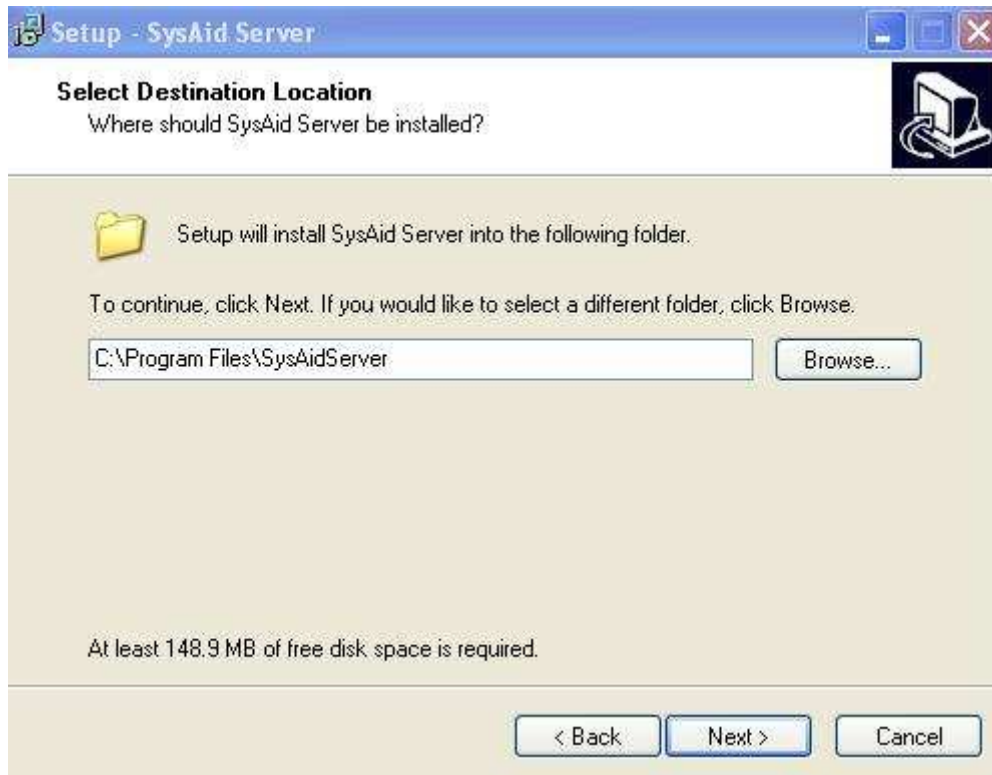 Setup - SysAid Server
Select Destination Location
Where should SysAid Server be installed?
Setup will install SysAid Server into the following folder.
To continue, click Next. If you would like to select a different folder, click Browse.
C:\Program Files\SysAidServer
Browse...
At least 148.9 MB of free disk space is required.
< Back
Next >
Cancel